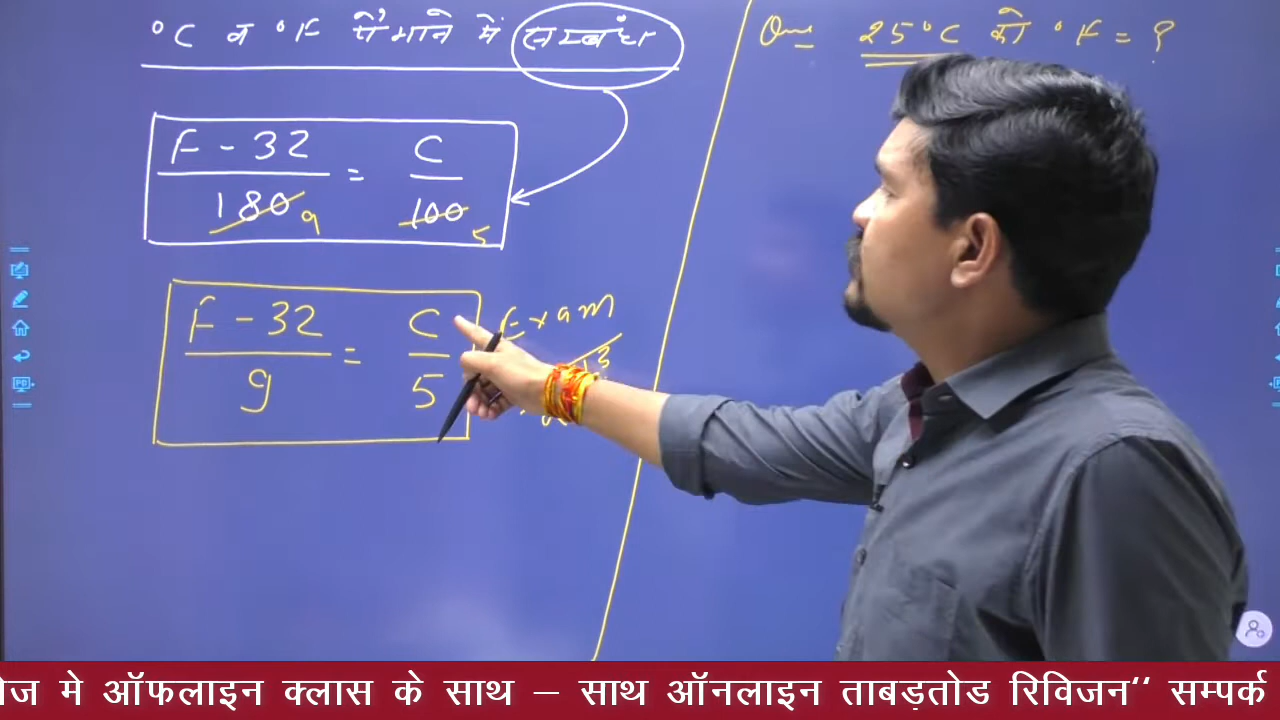 °C व °F पैमाने में सम्बंध
F - 32 / 180 = C / 100
9 5
F - 32 / 9 = C / 5
Exam
Que 25°C को °F = ?
मे ऑफलाइन क्लास के साथ – साथ ऑनलाइन ताबड़तोड रिविजन‘‘ सम्पर्क